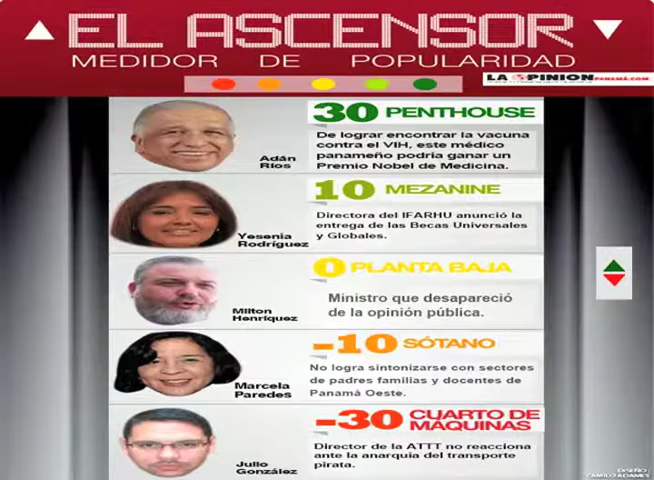 EL ASCENSOR
MEDIDOR DE POPULARIDAD
LA OPINION PANAMÁ.COM
30 PENTHOUSE
De lograr encontrar la vacuna
contra el VIH, este médico
panameño podría ganar un
Premio Nobel de Medicina.
Adán
Ríos
10 MEZANINE
Directora del IFARHU anunció la
entrega de las Becas Universales
y Globales.
Yesenia
Rodríguez
0 PLANTA BAJA
Ministro que desapareció
de la opinión pública.
Milton
Henríquez
-10 SÓTANO
No logra sintonizarse con sectores
de padres familias y docentes de
Panamá Oeste.
Marcela
Paredes
-30 CUARTO DE
MÁQUINAS
Director de la ATTT no reacciona
ante la anarquia del transporte
pirata.
Julio
González
DISEÑO:
CAMILO ADAMES